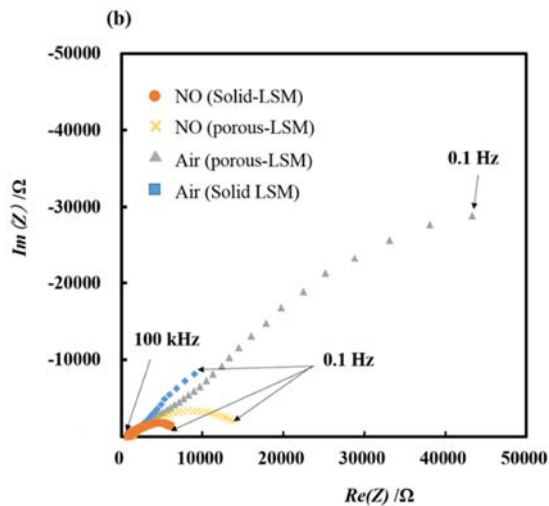 (b)
-50000
-40000
-30000
-20000
-10000
0
NO (Solid-LSM)
NO (porous-LSM)
Air (porous-LSM)
Air (Solid LSM)
0.1 Hz
100 kHz
0.1 Hz
Im(Z) /Ω
0 10000 20000 30000 40000 50000
Re(Z) /Ω